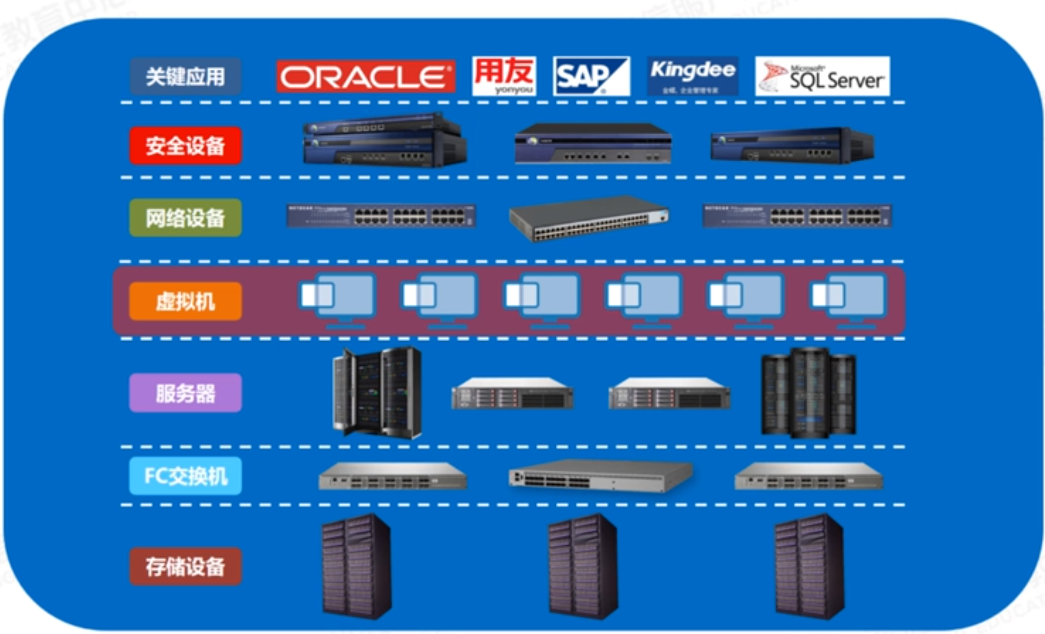 关键应用
ORACLE
用友
yonyou
SAP
Kingdee
金蝶，企业管理专家
Microsoft
SQL Server
安全设备
网络设备
NETGEAR
NETGEAR
虚拟机
服务器
FC交换机
存储设备